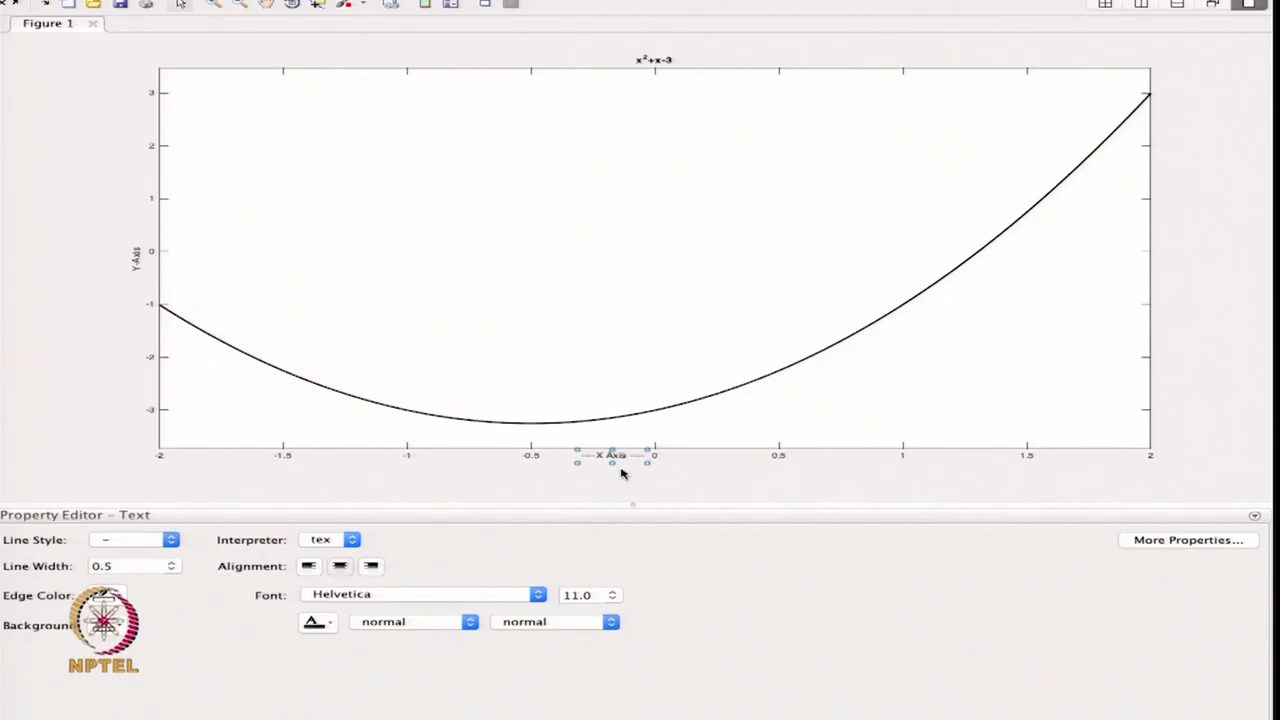 Figure 1
x²+x-3
3
2
1
0
-1
-2
-3
Y-Axis
-2
-1.5
-1
-0.5
X Axis
0
0.5
1
1.5
2
Property Editor – Text
Line Style: –
Interpreter: tex
More Properties...
Line Width: 0.5
Alignment:
Edge Color:
Font: Helvetica 11.0
Background
A normal normal
NPTEL